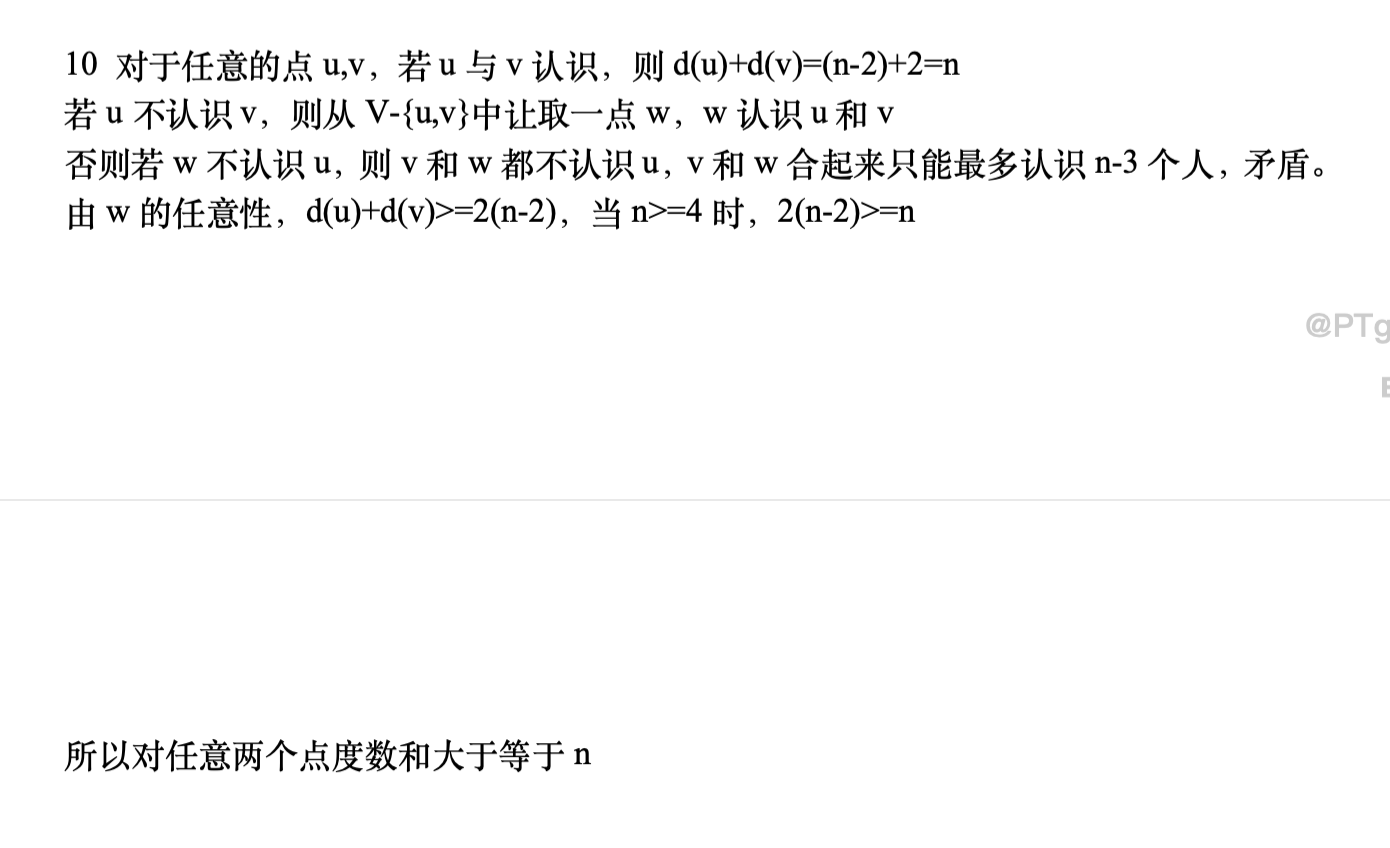 10 对于任意的点 u,v，若 u 与 v 认识，则 d(u)+d(v)=(n-2)+2=n
若 u 不认识 v，则从 V-{u,v}中让取一点 w，w 认识 u 和 v
否则若 w 不认识 u，则 v 和 w 都不认识 u，v 和 w 合起来只能最多认识 n-3 个人，矛盾。
由 w 的任意性，d(u)+d(v)>=2(n-2)，当 n>=4 时，2(n-2)>=n
@PTg
所以对任意两个点度数和大于等于 n